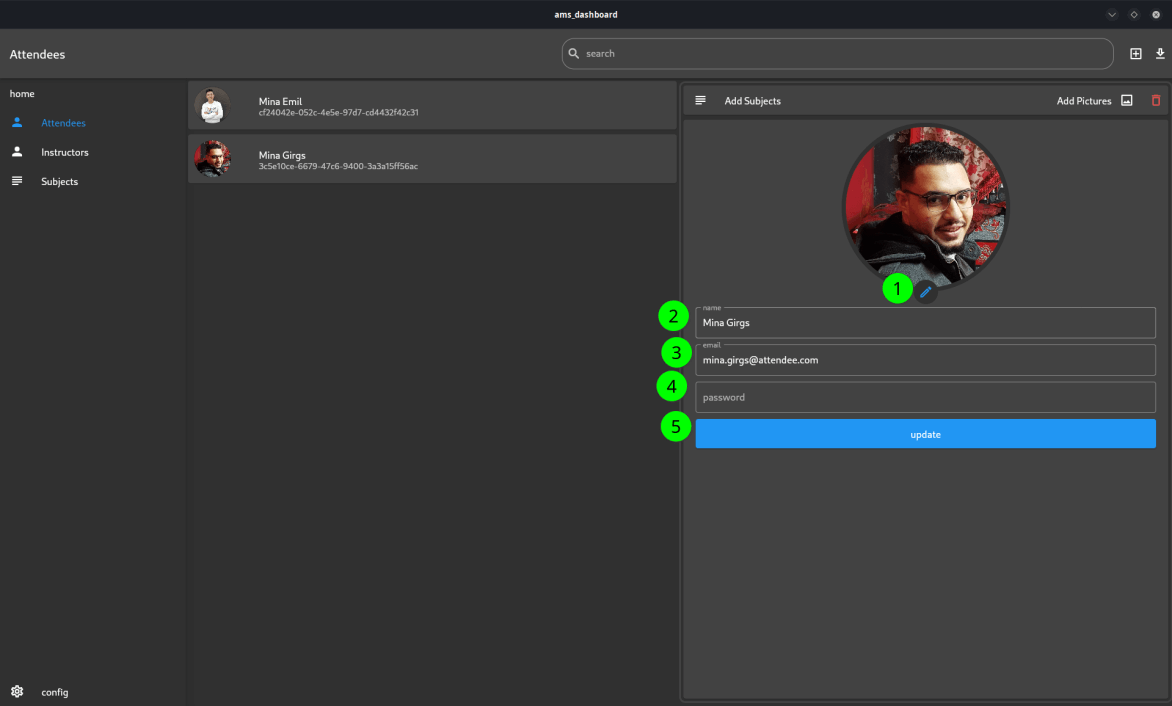 ams_dashboard
Attendees
search
home
Attendees
Instructors
Subjects
config
Mina Emil
cf24042e-052c-4e5e-97d7-cd4432f42c31
Mina Girgs
3c5e10ce-6679-47c6-9400-3a3a15ff56ac
Add Subjects
Add Pictures
1
2
name
Mina Girgs
3
email
mina.girgs@attendee.com
4
password
5
update